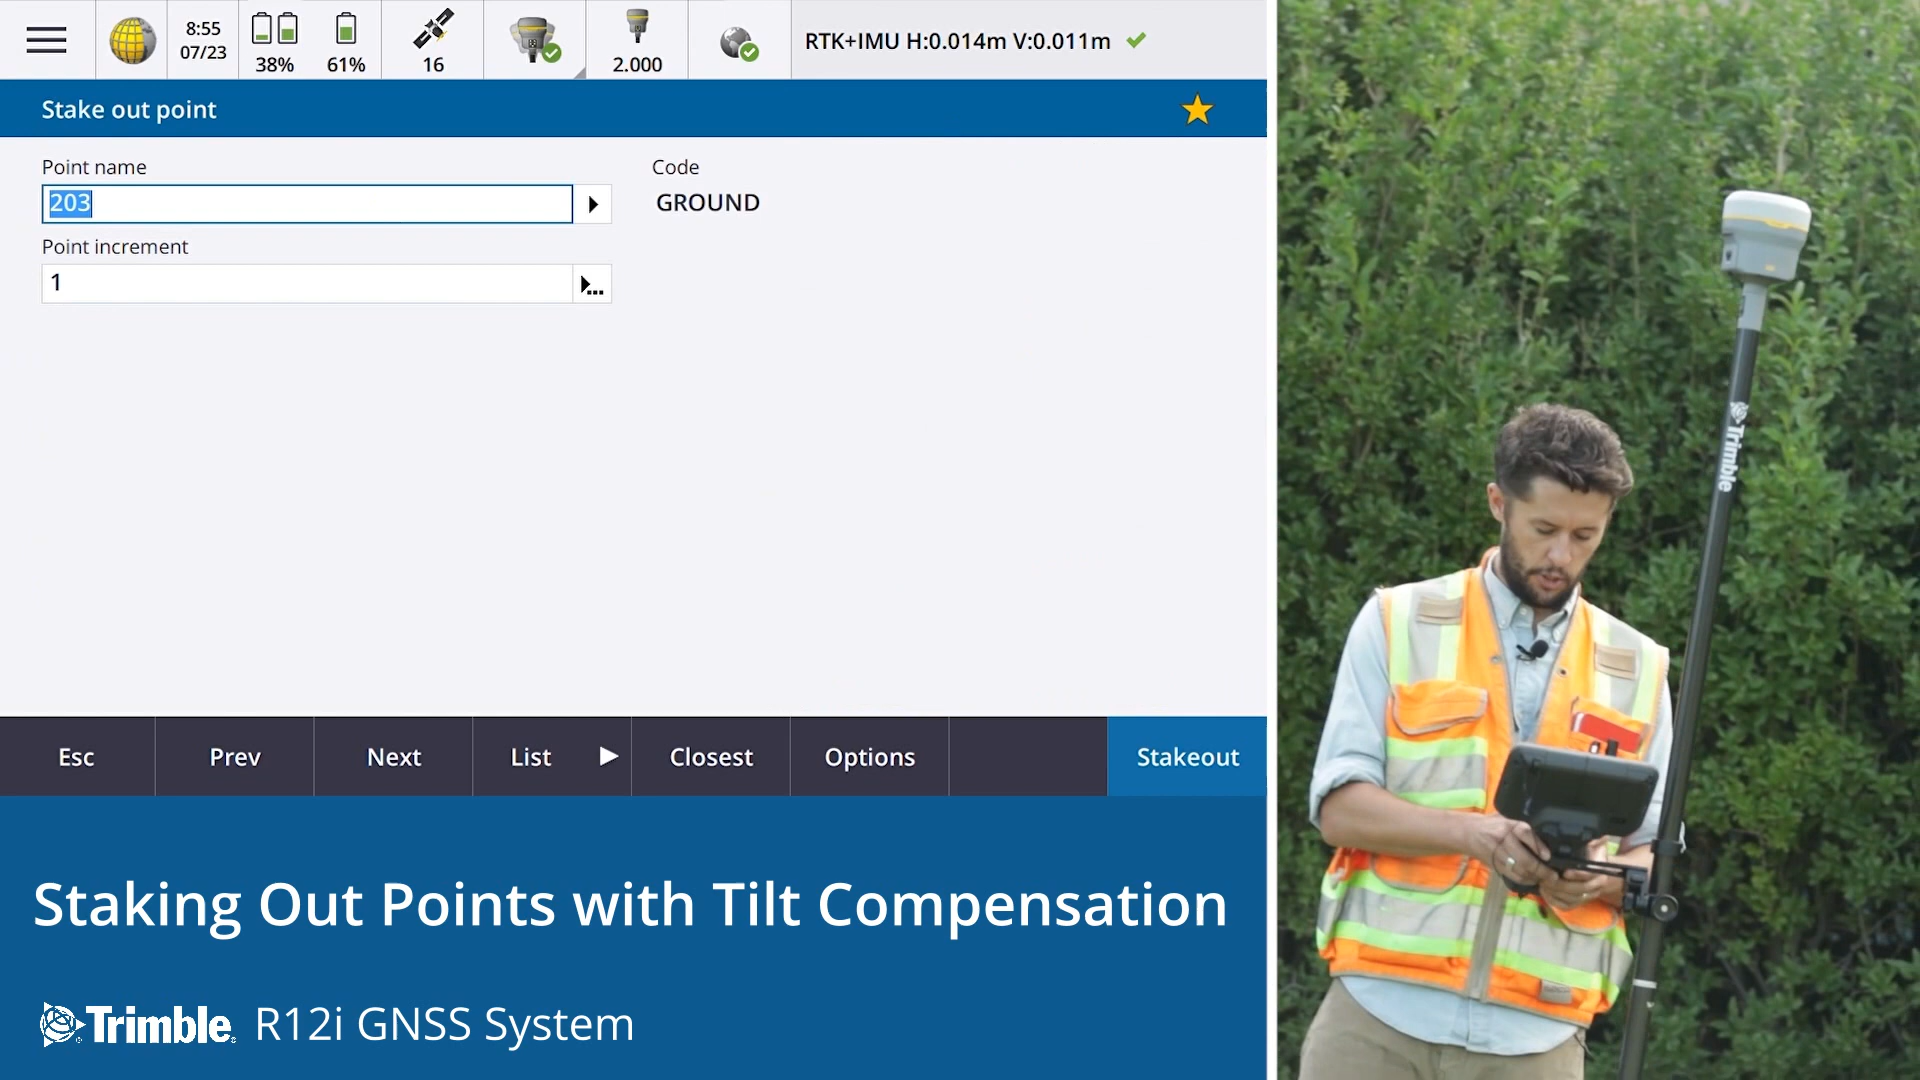 8:55
07/23
38%
61%
16
2.000
RTK+IMU H:0.014m V:0.011m
Stake out point
Point name
Code
203
GROUND
Point increment
1
Esc
Prev
Next
List
Closest
Options
Stakeout
Staking Out Points with Tilt Compensation
Trimble. R12i GNSS System
Trimble